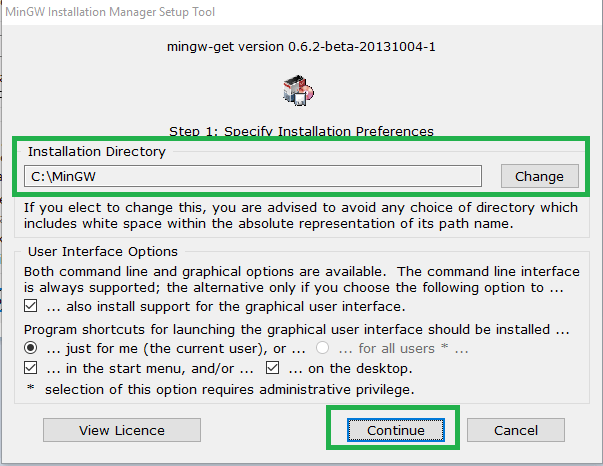 MinGW Installation Manager Setup Tool
mingw-get version 0.6.2-beta-20131004-1
Step 1: Specify Installation Preferences
Installation Directory
C:\MinGW
Change
If you elect to change this, you are advised to avoid any choice of directory which
includes white space within the absolute representation of its path name.
User Interface Options
Both command line and graphical options are available.  The command line interface
is always supported; the alternative only if you choose the following option to ...
... also install support for the graphical user interface.
Program shortcuts for launching the graphical user interface should be installed ...
... just for me (the current user), or ... ... for all users * ...
... in the start menu, and/or ... ... on the desktop.
* selection of this option requires administrative privilege.
View Licence Continue Cancel